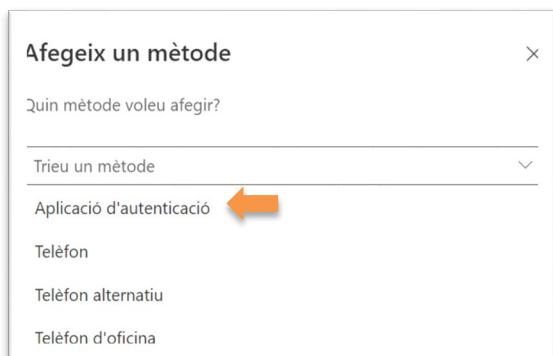 Afegeix un mètode
Quin mètode voleu afegir?
Trieu un mètode
Aplicació d'autenticació
Telèfon
Telèfon alternatiu
Telèfon d'oficina